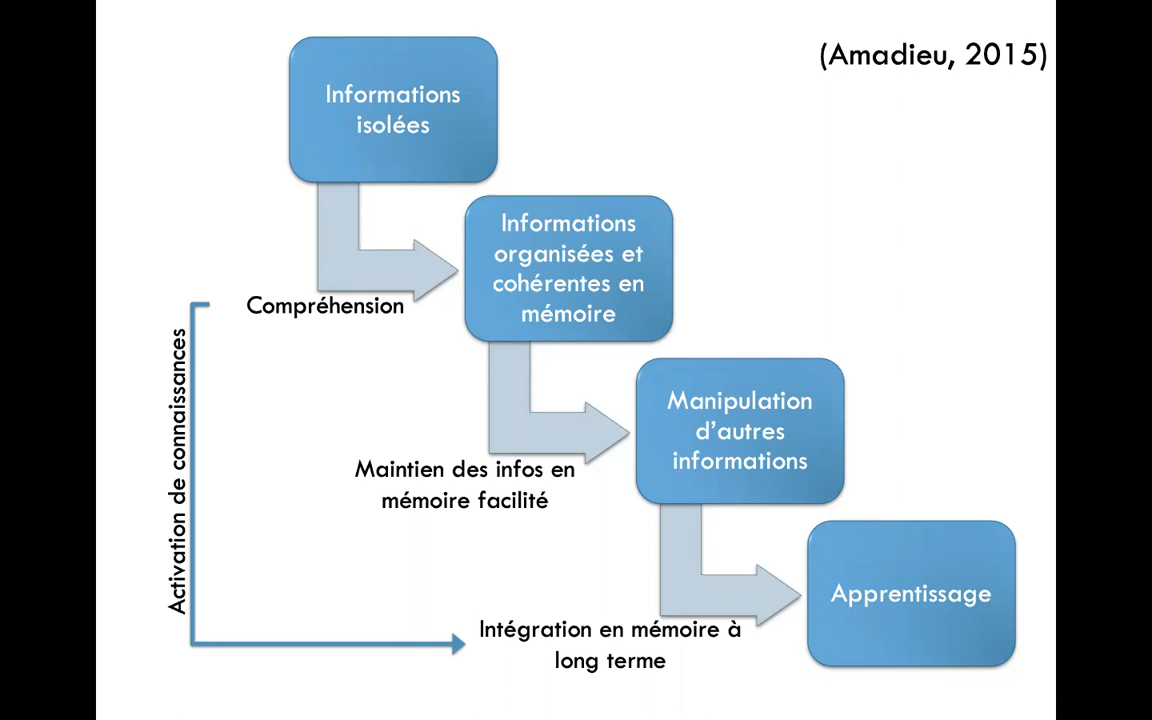 (Amadieu, 2015)
Informations
isolées
Informations
organisées et
cohérentes en
mémoire
Compréhension
Activation de connaissances
Manipulation
d’autres
informations
Maintien des infos en
mémoire facilité
Apprentissage
Intégration en mémoire à
long terme